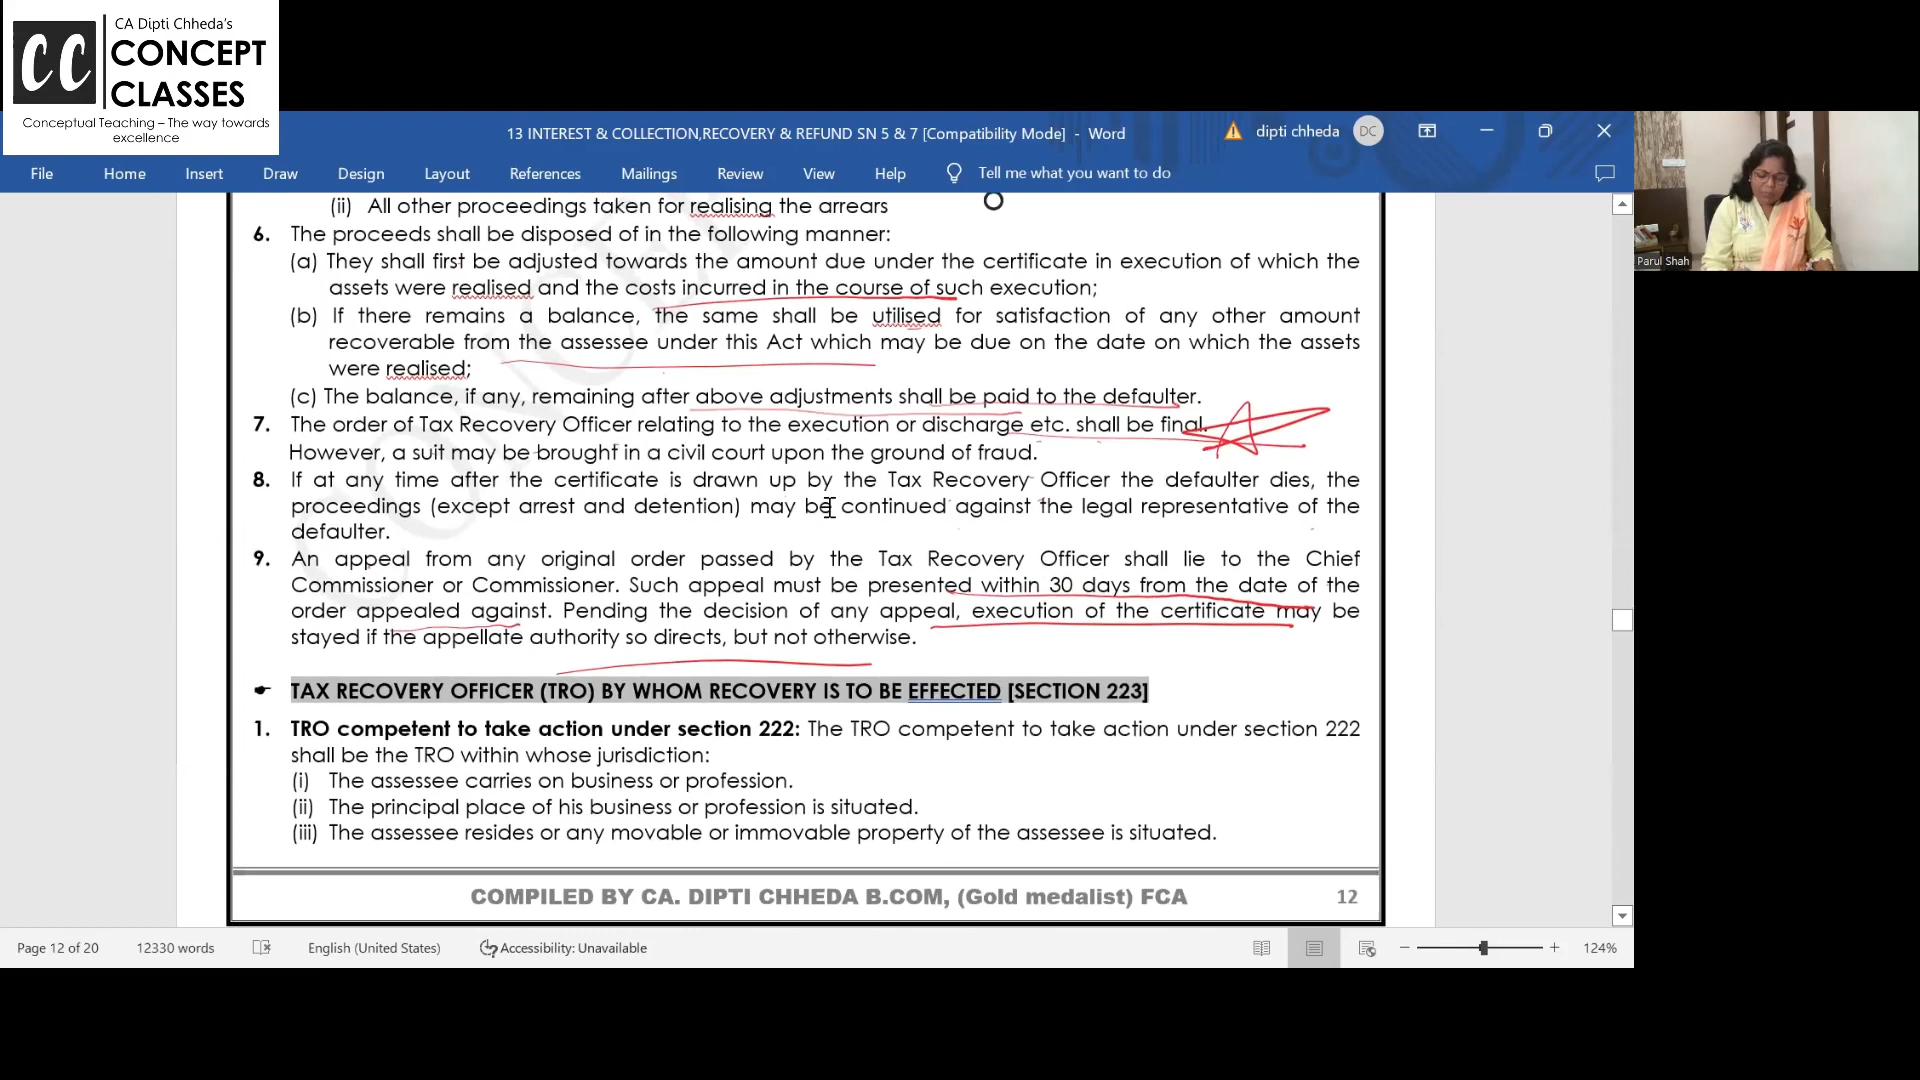 CA Dipti Chheda's
CC CONCEPT
CLASSES
Conceptual Teaching – The way towards
excellence
13 INTEREST & COLLECTION,RECOVERY & REFUND SN 5 & 7 [Compatibility Mode] - Word
dipti chheda DC
File Home Insert Draw Design Layout References Mailings Review View Help Tell me what you want to do
(ii) All other proceedings taken for realising the arrears
6. The proceeds shall be disposed of in the following manner:
(a) They shall first be adjusted towards the amount due under the certificate in execution of which the
assets were realised and the costs incurred in the course of such execution;
(b) If there remains a balance, the same shall be utilised for satisfaction of any other amount
recoverable from the assessee under this Act which may be due on the date on which the assets
were realised;
(c) The balance, if any, remaining after above adjustments shall be paid to the defaulter.
7. The order of Tax Recovery Officer relating to the execution or discharge etc. shall be final.
However, a suit may be brought in a civil court upon the ground of fraud.
8. If at any time after the certificate is drawn up by the Tax Recovery Officer the defaulter dies, the
proceedings (except arrest and detention) may be continued against the legal representative of the
defaulter.
9. An appeal from any original order passed by the Tax Recovery Officer shall lie to the Chief
Commissioner or Commissioner. Such appeal must be presented within 30 days from the date of the
order appealed against. Pending the decision of any appeal, execution of the certificate may be
stayed if the appellate authority so directs, but not otherwise.
TAX RECOVERY OFFICER (TRO) BY WHOM RECOVERY IS TO BE EFFECTED [SECTION 223]
1. TRO competent to take action under section 222: The TRO competent to take action under section 222
shall be the TRO within whose jurisdiction:
(i) The assessee carries on business or profession.
(ii) The principal place of his business or profession is situated.
(iii) The assessee resides or any movable or immovable property of the assessee is situated.
COMPILED BY CA. DIPTI CHHEDA B.COM, (Gold medalist) FCA 12
Page 12 of 20 12330 words English (United States) Accessibility: Unavailable 124%
Parul Shah